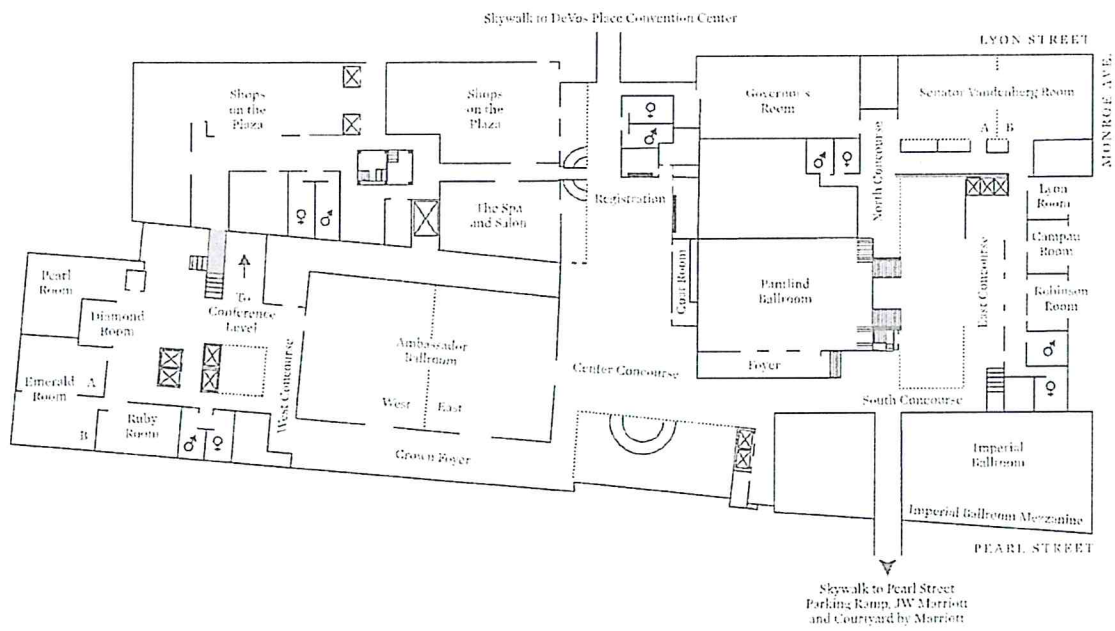 Skywalk to DeVos Place Convention Center
LYON STREET
MONROE AVE.
Shops
on the
Plaza
Shops
on the
Plaza
Governor's
Room
Senator Vandenberg Room
A
B
North Concourse
Registration
The Spa
and Salon
Lyon
Room
Campau
Room
Robinson
Room
East Concourse
Coat Room
Pantlind
Ballroom
Foyer
South Concourse
Pearl
Room
Diamond
Room
To
Conference
Level
Ambassador
Ballroom
West
East
Center Concourse
West Concourse
Emerald
Room
A
B
Ruby
Room
Crown Foyer
Imperial
Ballroom
Imperial Ballroom Mezzanine
PEARL STREET
Skywalk to Pearl Street
Parking Ramp, JW Marriott
and Courtyard by Marriott